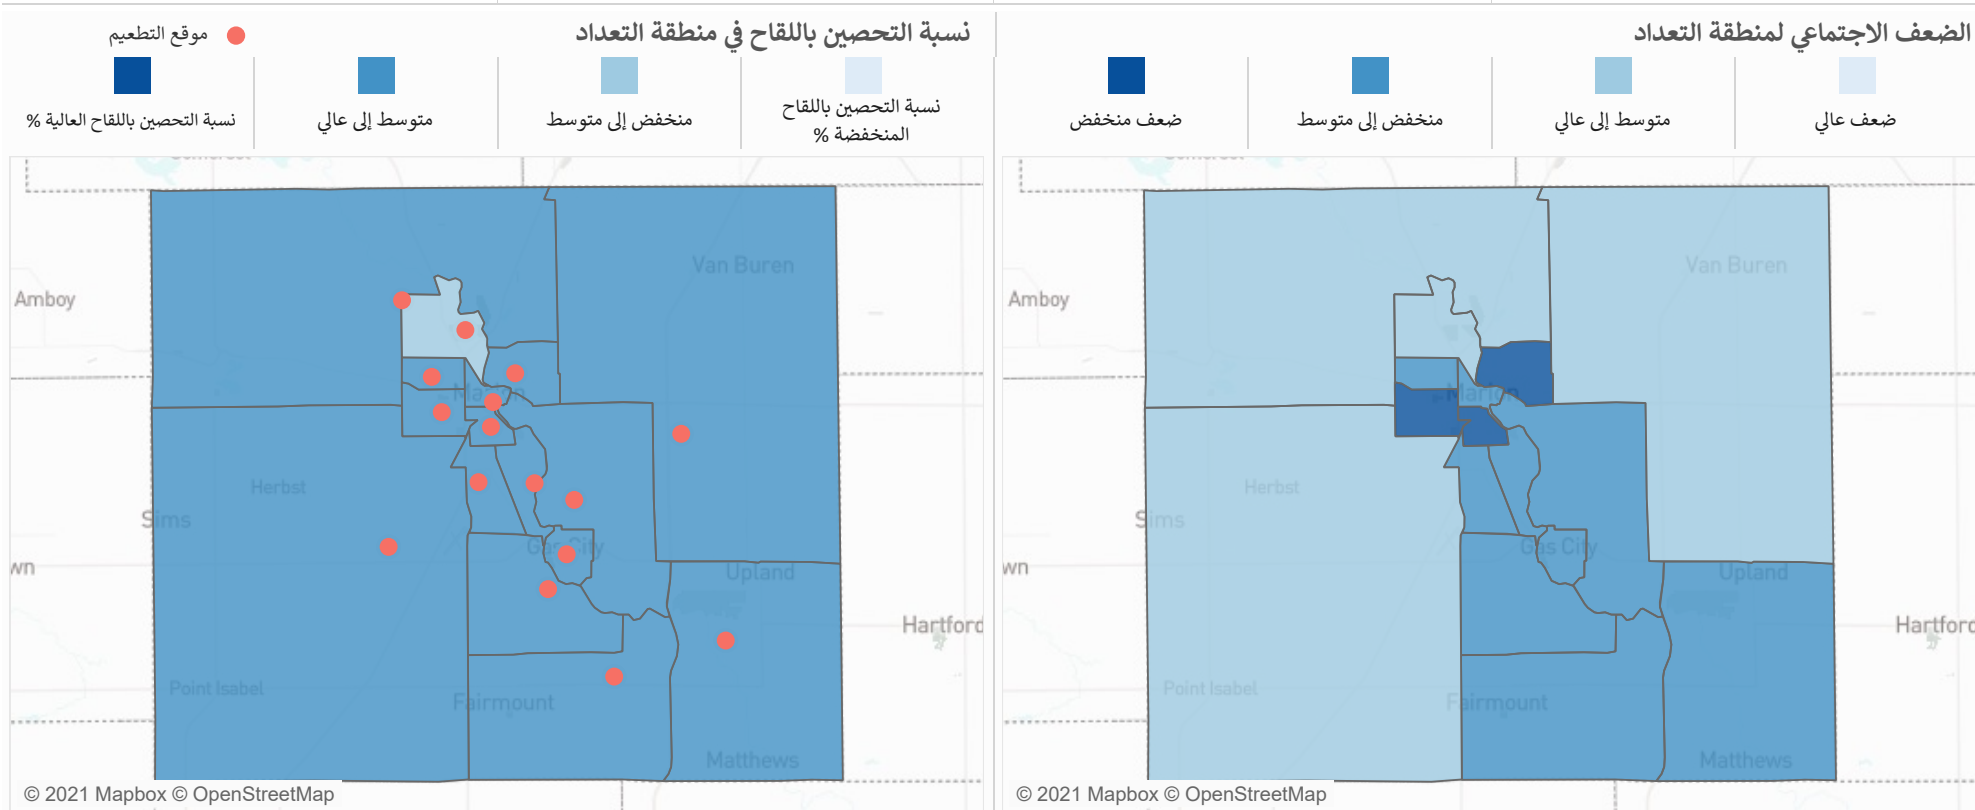 الضعف الاجتماعي لمنطقة التعداد
ضعف عالي
متوسط إلى عالي
منخفض إلى متوسط
ضعف منخفض
Amboy
Van Buren
Marion
Herbst
Sims
Gas City
Upland
Hartford
Point Isabel
Fairmount
Matthews
© 2021 Mapbox © OpenStreetMap
نسبة التحصين باللقاح في منطقة التعداد
موقع التطعيم
نسبة التحصين باللقاح
المنخفضة %
منخفض إلى متوسط
متوسط إلى عالي
نسبة التحصين باللقاح العالية %
Amboy
Van Buren
Marion
Herbst
Sims
Gas City
Upland
Hartford
Point Isabel
Fairmount
Matthews
© 2021 Mapbox © OpenStreetMap